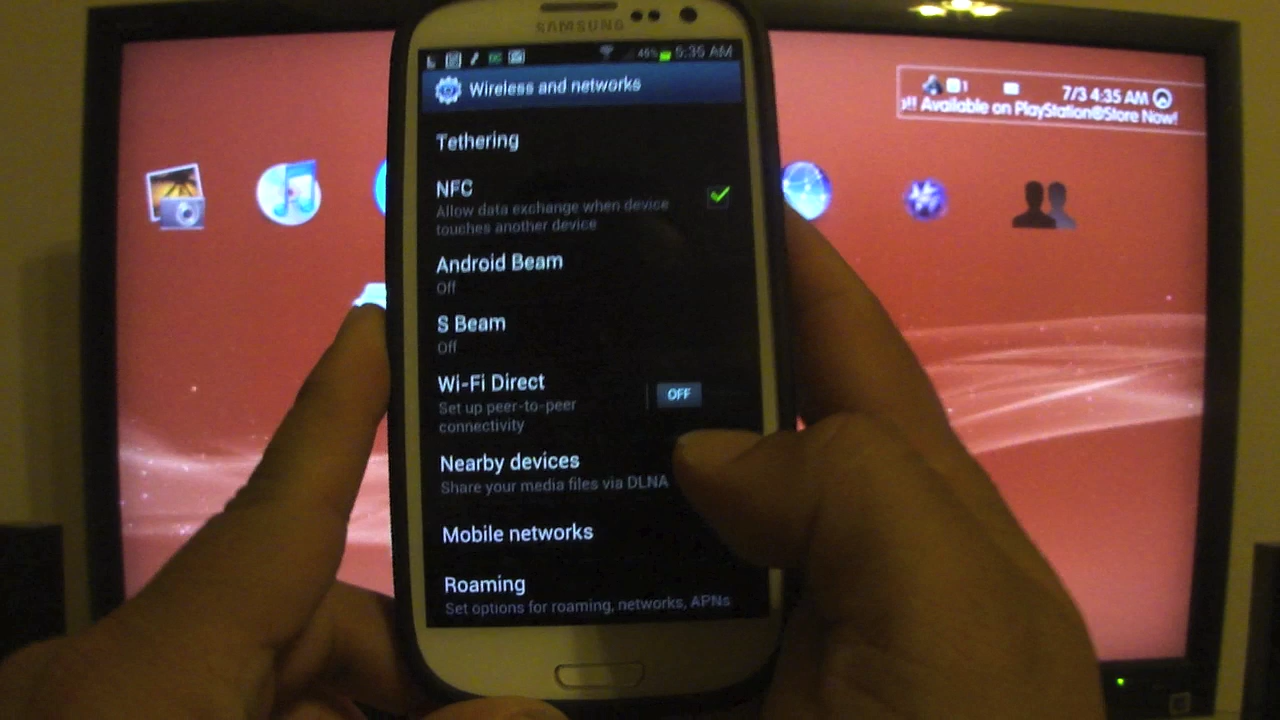 SAMSUNG
46% 5:35 AM
Wireless and networks
Tethering
NFC
Allow data exchange when device
touches another device
Android Beam
Off
S Beam
Off
Wi-Fi Direct
OFF
Set up peer-to-peer
connectivity
Nearby devices
Share your media files via DLNA
Mobile networks
Roaming
Set options for roaming, networks, APNs
1 7/3 4:35 AM
!! Available on PlayStation®Store Now!